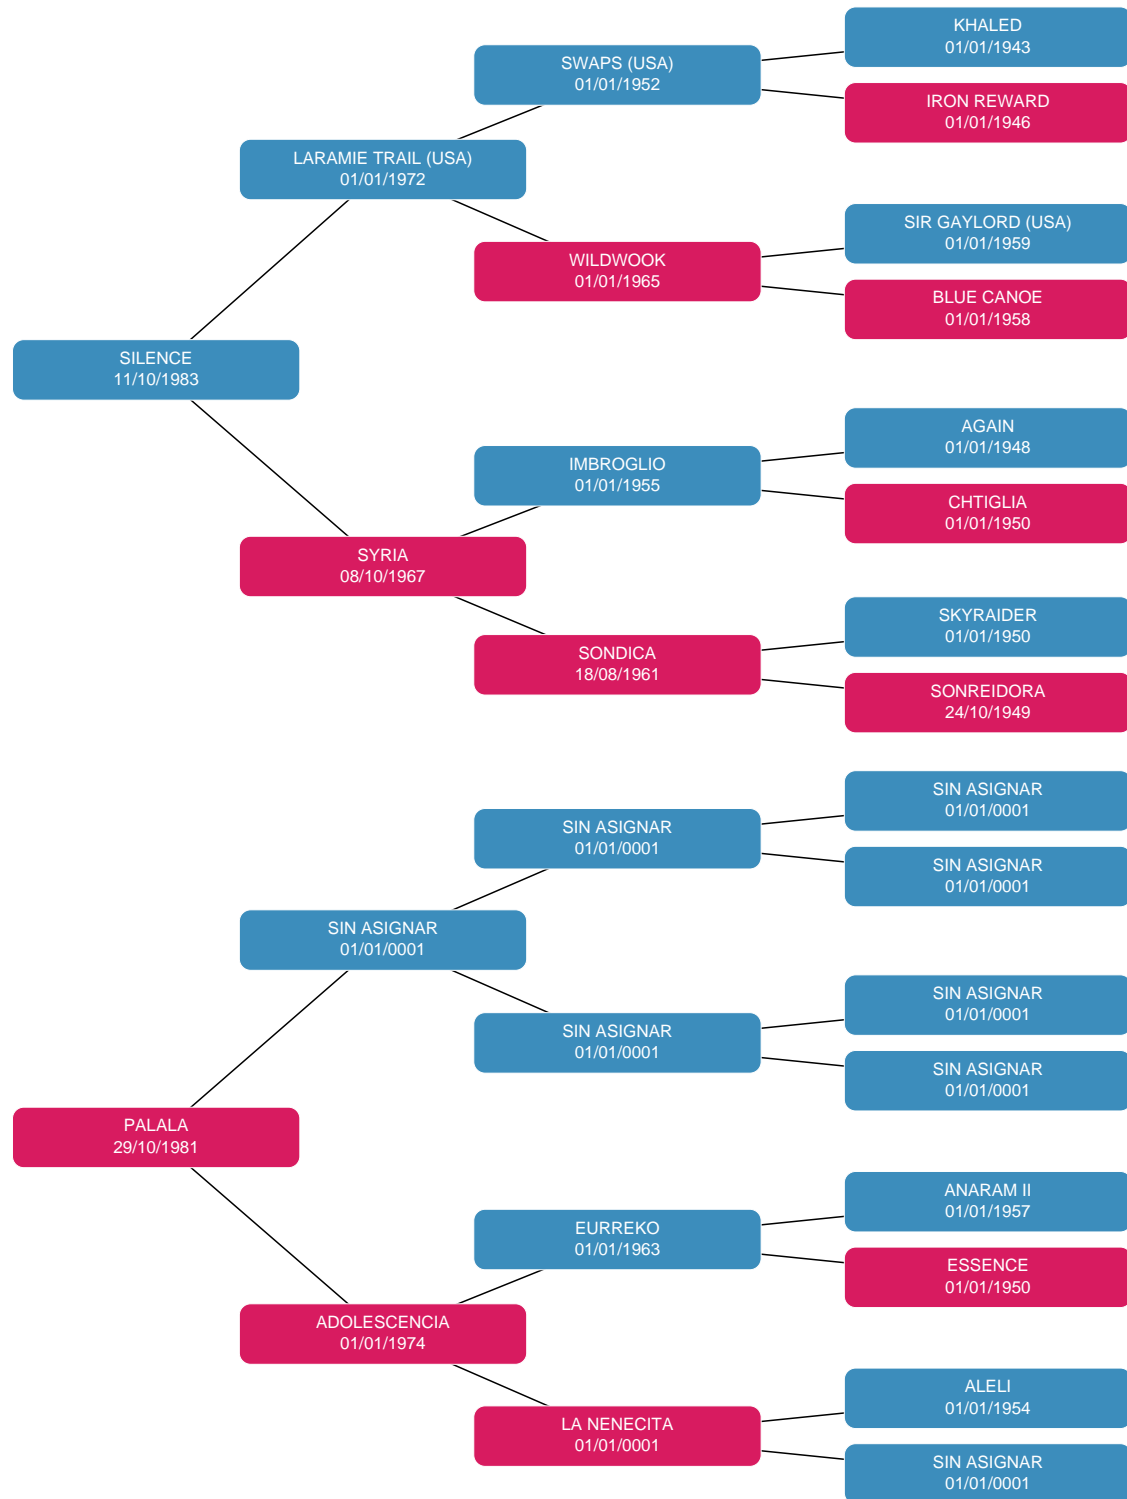 KHALED
01/01/1943
SWAPS (USA)
01/01/1952
IRON REWARD
01/01/1946
LARAMIE TRAIL (USA)
01/01/1972
SIR GAYLORD (USA)
01/01/1959
WILDWOOK
01/01/1965
BLUE CANOE
01/01/1958
SILENCE
11/10/1983
AGAIN
01/01/1948
IMBROGLIO
01/01/1955
CHTIGLIA
01/01/1950
SYRIA
08/10/1967
SKYRAIDER
01/01/1950
SONDICA
18/08/1961
SONREIDORA
24/10/1949
SIN ASIGNAR
01/01/0001
SIN ASIGNAR
01/01/0001
SIN ASIGNAR
01/01/0001
SIN ASIGNAR
01/01/0001
SIN ASIGNAR
01/01/0001
SIN ASIGNAR
01/01/0001
SIN ASIGNAR
01/01/0001
PALALA
29/10/1981
ANARAM II
01/01/1957
EURREKO
01/01/1963
ESSENCE
01/01/1950
ADOLESCENCIA
01/01/1974
ALELI
01/01/1954
LA NENECITA
01/01/0001
SIN ASIGNAR
01/01/0001